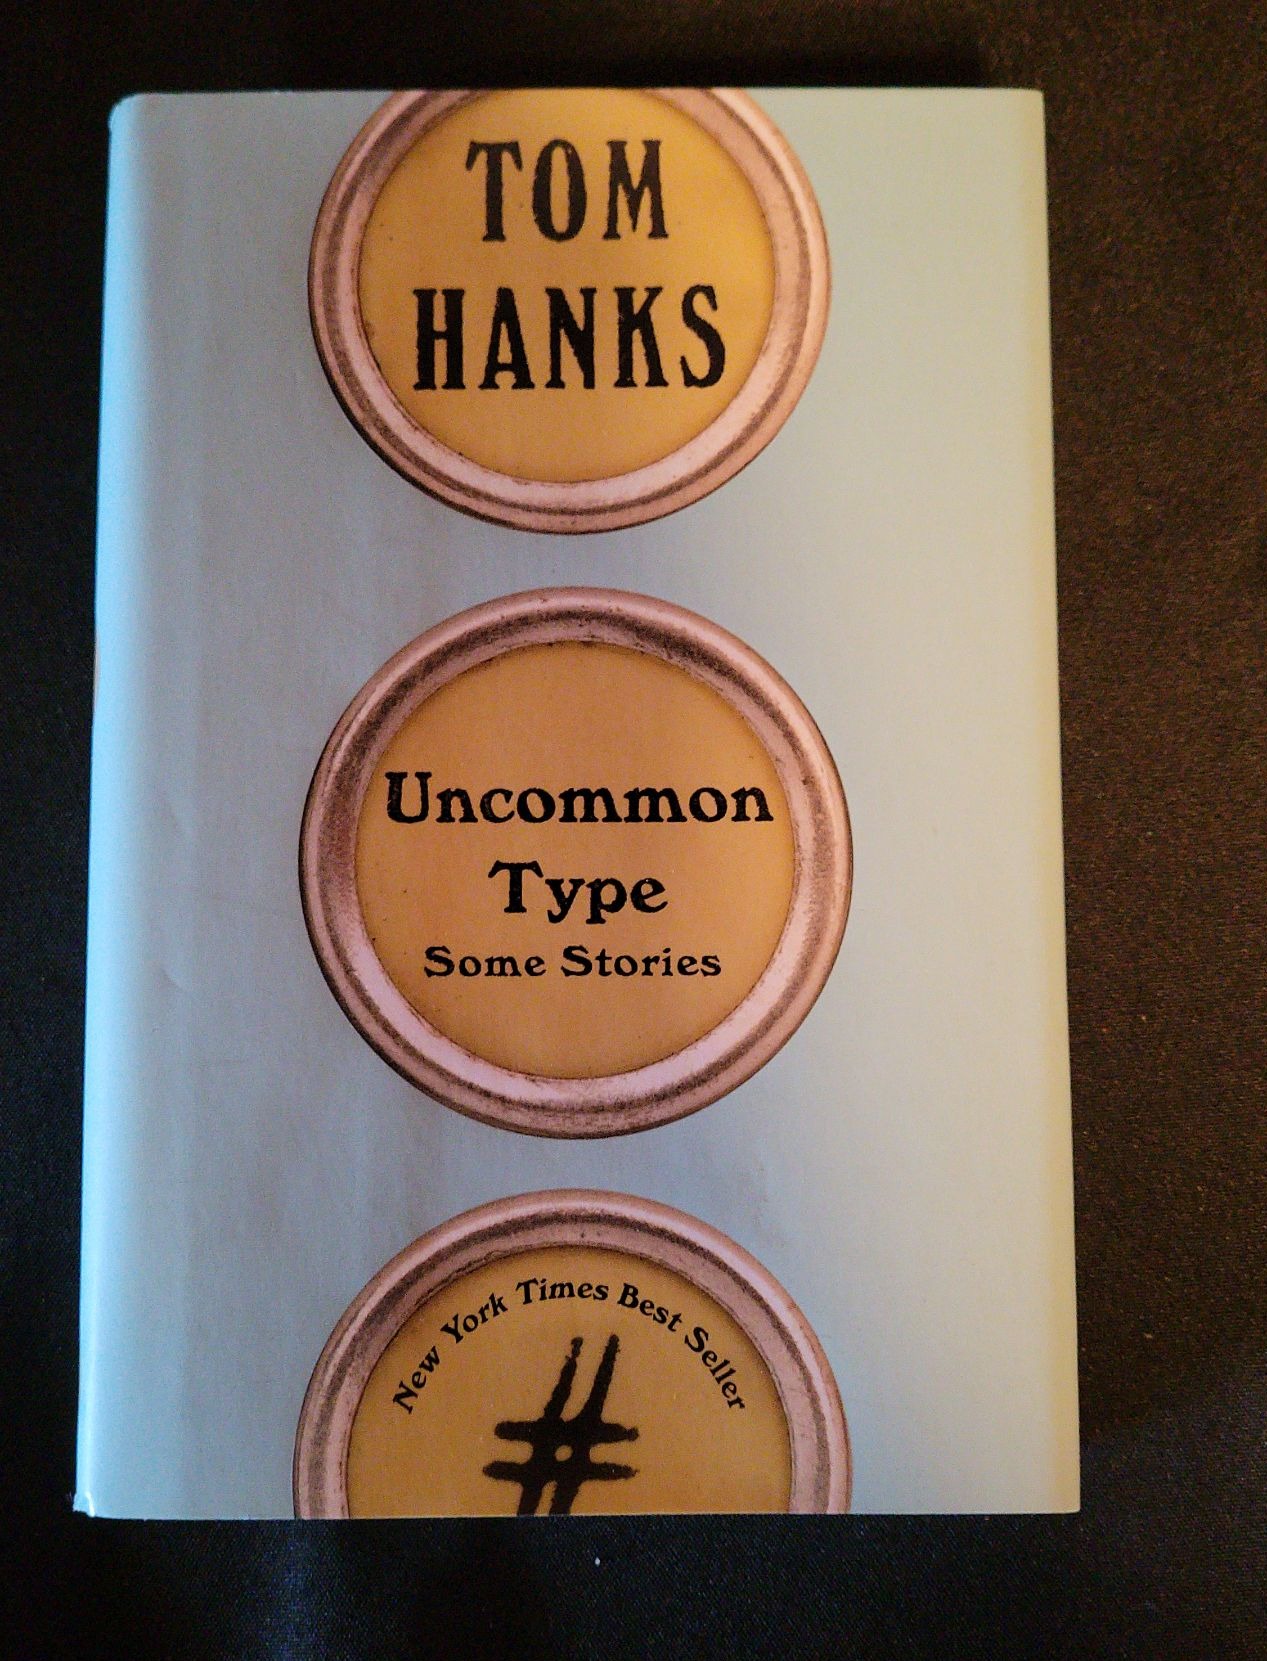 TOM
HANKS
Uncommon
Type
Some Stories
New York Times Best Seller
#